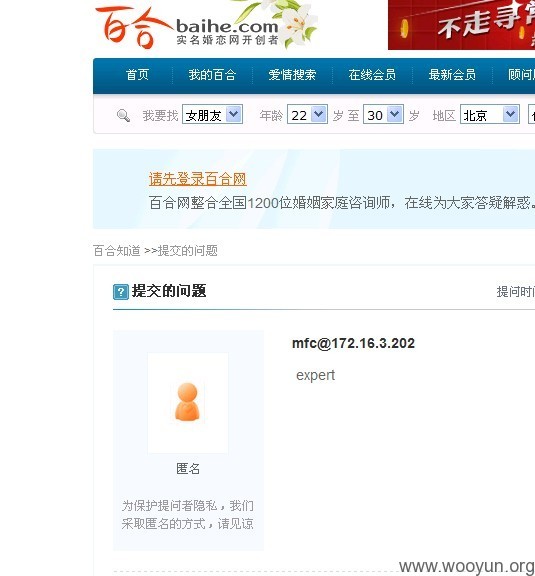 百合 baihe.com
实名婚恋网开创者
不走寻常
首页 我的百合 爱情搜索 在线会员 最新会员 顾问
我要找 女朋友 年龄 22 岁 至 30 岁 地区 北京
请先登录百合网
百合网整合全国1200位婚姻家庭咨询师，在线为大家答疑解惑。
百合知道 >>提交的问题
提交的问题 提问时间
mfc@172.16.3.202
expert
匿名
为保护提问者隐私，我们
采取匿名的方式，请见谅
www.wooyun.org